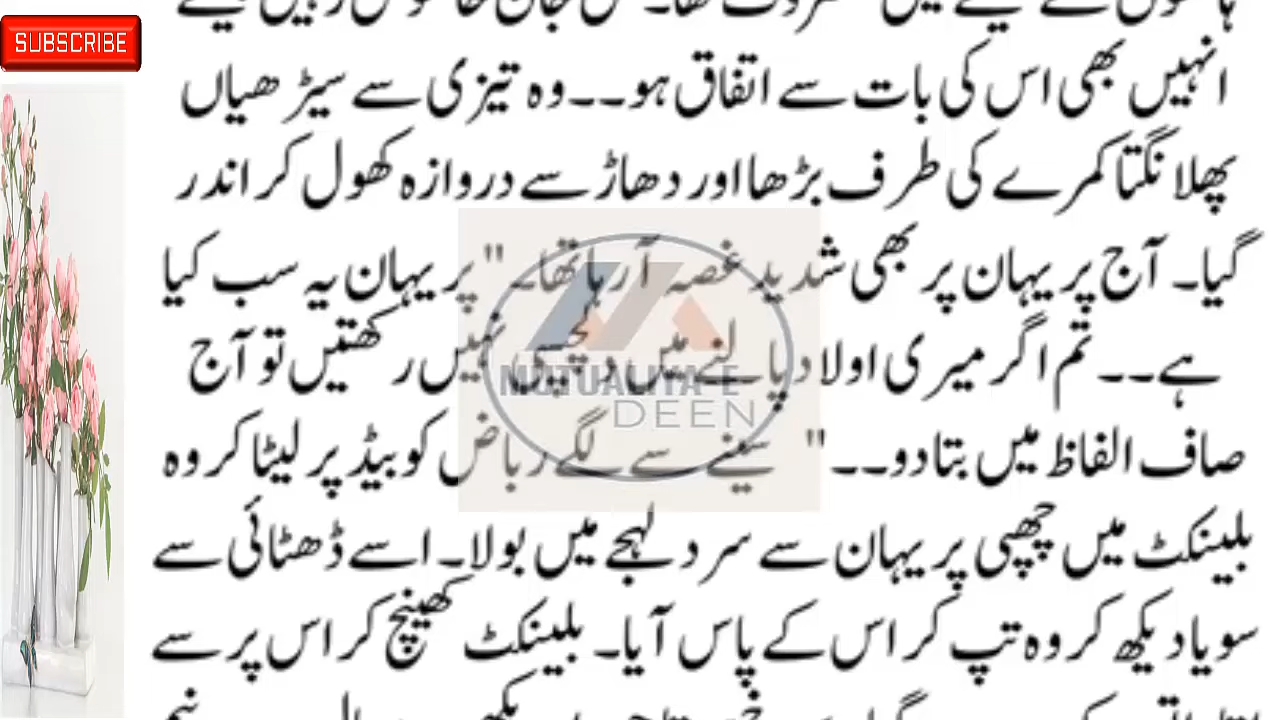 SUBSCRIBE
انہیں بھی اس کی بات سے اتفاق ہو۔۔وہ تیزی سے سیڑھیاں
پھلانگتا کمرے کی طرف بڑھا اور دھاڑ سے دروازہ کھول کر اندر
گیا۔ آج پریہان پر بھی شدید غصہ آ رہا تھا۔ "پریہان یہ سب کیا
ہے۔۔ تم اگر میری اولاد پالنے میں دلچسپی نہیں رکھتیں تو آج
صاف الفاظ میں بتا دو۔۔" سینے سے لگے رباض کو بیڈ پر لیٹا کر وہ
بلینکٹ میں چھپی پریہان سے سرد لہجے میں بولا۔ اسے ڈھٹائی سے
سویا دیکھ کر وہ تپ کر اس کے پاس آیا۔ بلینکٹ کھینچ کر اس پر سے
MUTUALIYA-E
DEEN